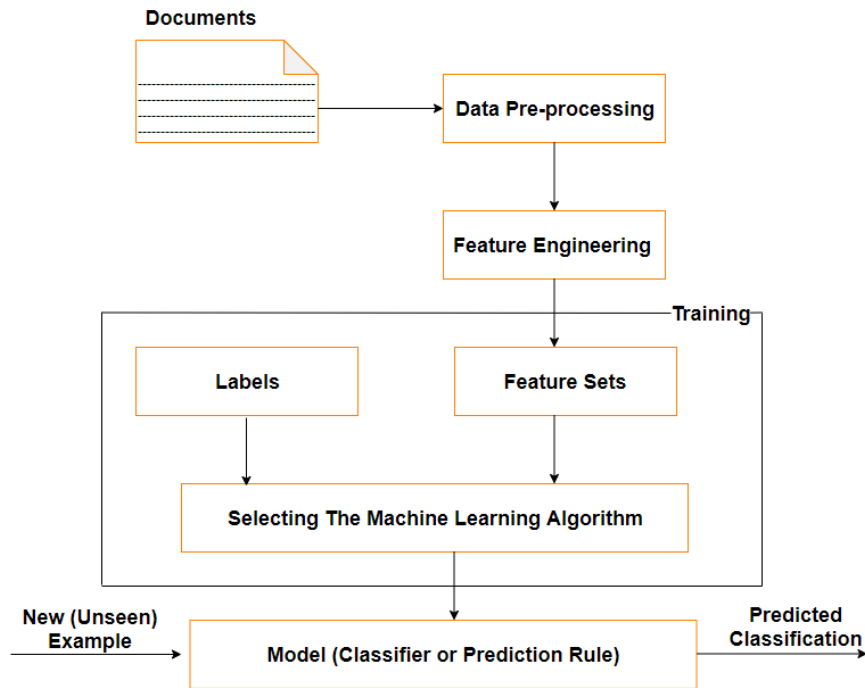 Documents
Data Pre-processing
Feature Engineering
Training
Labels
Feature Sets
Selecting The Machine Learning Algorithm
New (Unseen)
Example
Model (Classifier or Prediction Rule)
Predicted
Classification